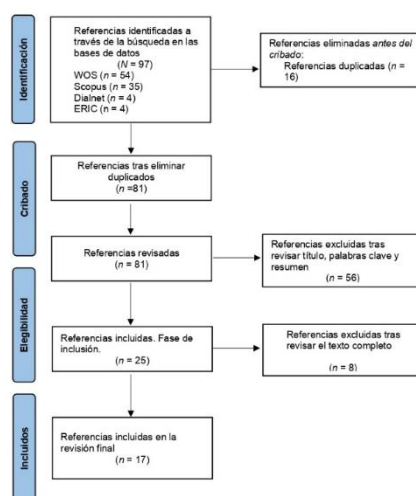 Identificación
Referencias identificadas a
través de la búsqueda en las
bases de datos
(N = 97)
WOS (n = 54)
Scopus (n = 35)
Dialnet (n = 4)
ERIC (n = 4)
Referencias eliminadas antes del
cribado:
Referencias duplicadas (n =
16)
Cribado
Referencias tras eliminar
duplicados
(n =81)
Referencias revisadas
(n = 81)
Referencias excluidas tras
revisar título, palabras clave y
resumen
(n = 56)
Elegibilidad
Referencias incluidas. Fase de
inclusión.
(n = 25)
Referencias excluidas tras
revisar el texto completo
(n = 8)
Incluidos
Referencias incluidas en la
revisión final
(n = 17)